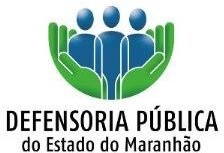 DEFENSORIA PÚBLICA
do Estado do Maranhão